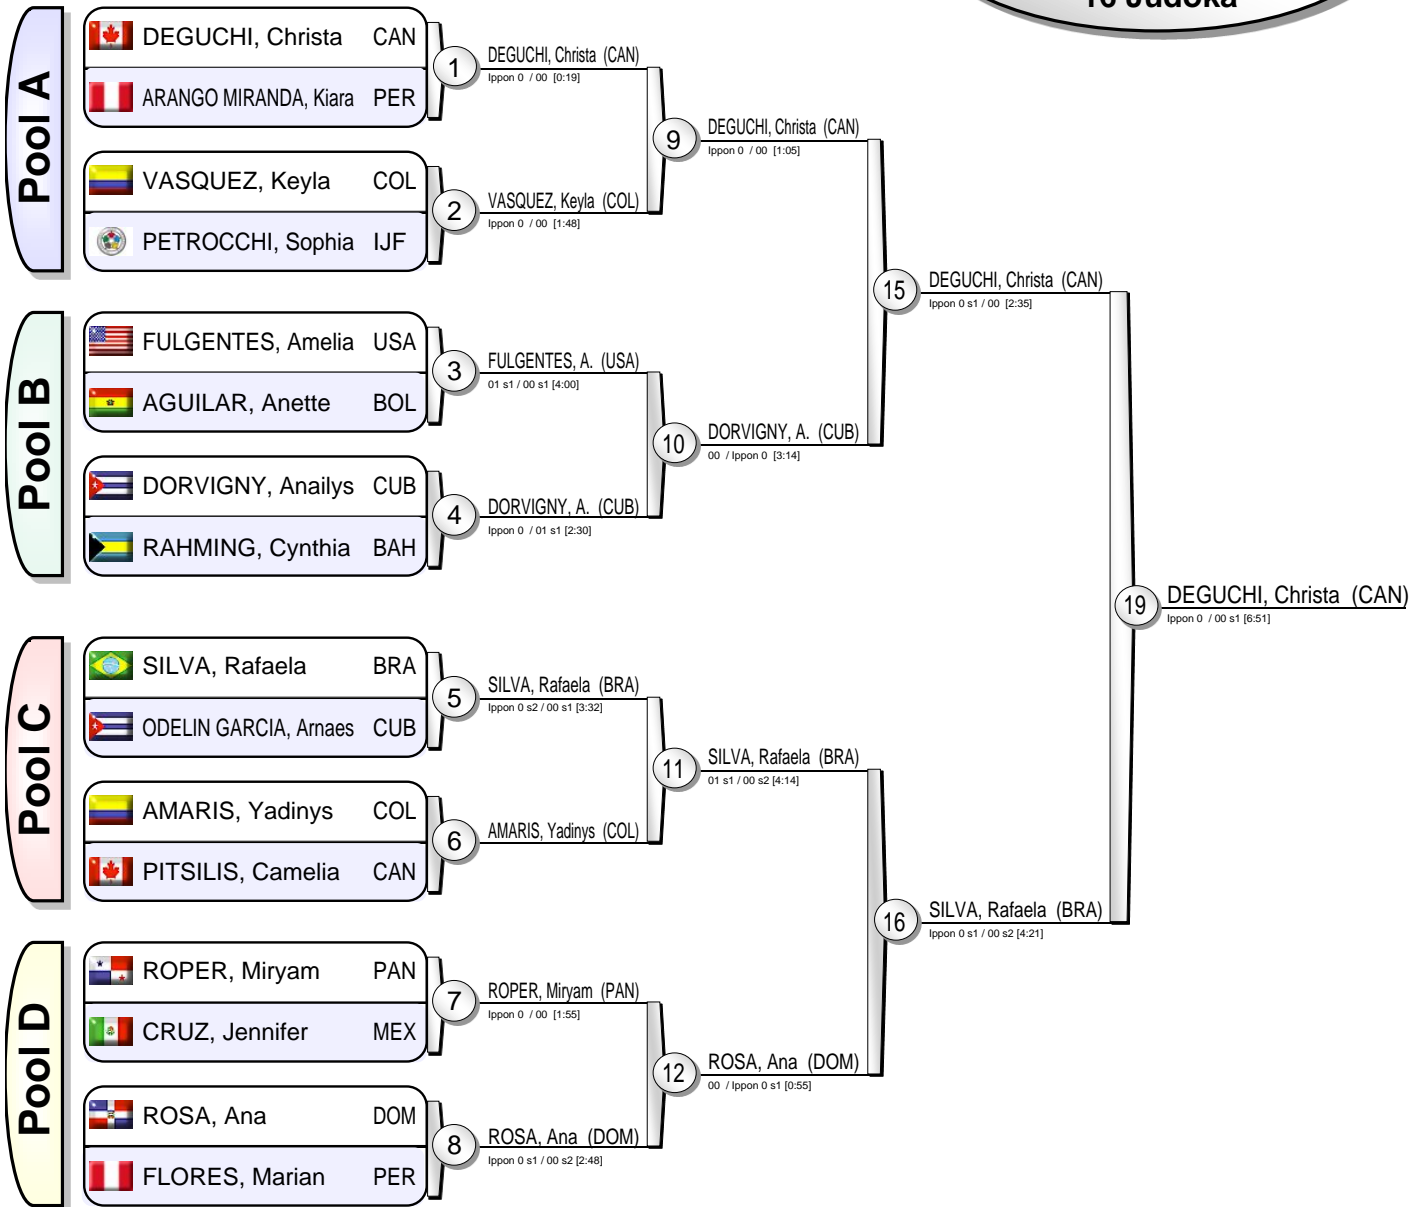 16 Judoka
Pool A
DEGUCHI, Christa CAN
ARANGO MIRANDA, Kiara PER
VASQUEZ, Keyla COL
PETROCCHI, Sophia IJF
Pool B
FULGENTES, Amelia USA
AGUILAR, Anette BOL
DORVIGNY, Anailys CUB
RAHMING, Cynthia BAH
Pool C
SILVA, Rafaela BRA
ODELIN GARCIA, Arnaes CUB
AMARIS, Yadinys COL
PITSILIS, Camelia CAN
Pool D
ROPER, Miryam PAN
CRUZ, Jennifer MEX
ROSA, Ana DOM
FLORES, Marian PER
1
DEGUCHI, Christa (CAN)
Ippon 0 / 00 [0:19]
2
VASQUEZ, Keyla (COL)
Ippon 0 / 00 [1:48]
3
FULGENTES, A. (USA)
01 s1 / 00 s1 [4:00]
4
DORVIGNY, A. (CUB)
Ippon 0 / 01 s1 [2:30]
5
SILVA, Rafaela (BRA)
Ippon 0 s2 / 00 s1 [3:32]
6
AMARIS, Yadinys (COL)
7
ROPER, Miryam (PAN)
Ippon 0 / 00 [1:55]
8
ROSA, Ana (DOM)
Ippon 0 s1 / 00 s2 [2:48]
9
DEGUCHI, Christa (CAN)
Ippon 0 / 00 [1:05]
10
DORVIGNY, A. (CUB)
00 / Ippon 0 [3:14]
11
SILVA, Rafaela (BRA)
01 s1 / 00 s2 [4:14]
12
ROSA, Ana (DOM)
00 / Ippon 0 s1 [0:55]
15
DEGUCHI, Christa (CAN)
Ippon 0 s1 / 00 [2:35]
16
SILVA, Rafaela (BRA)
Ippon 0 s1 / 00 s2 [4:21]
19
DEGUCHI, Christa (CAN)
Ippon 0 / 00 s1 [6:51]